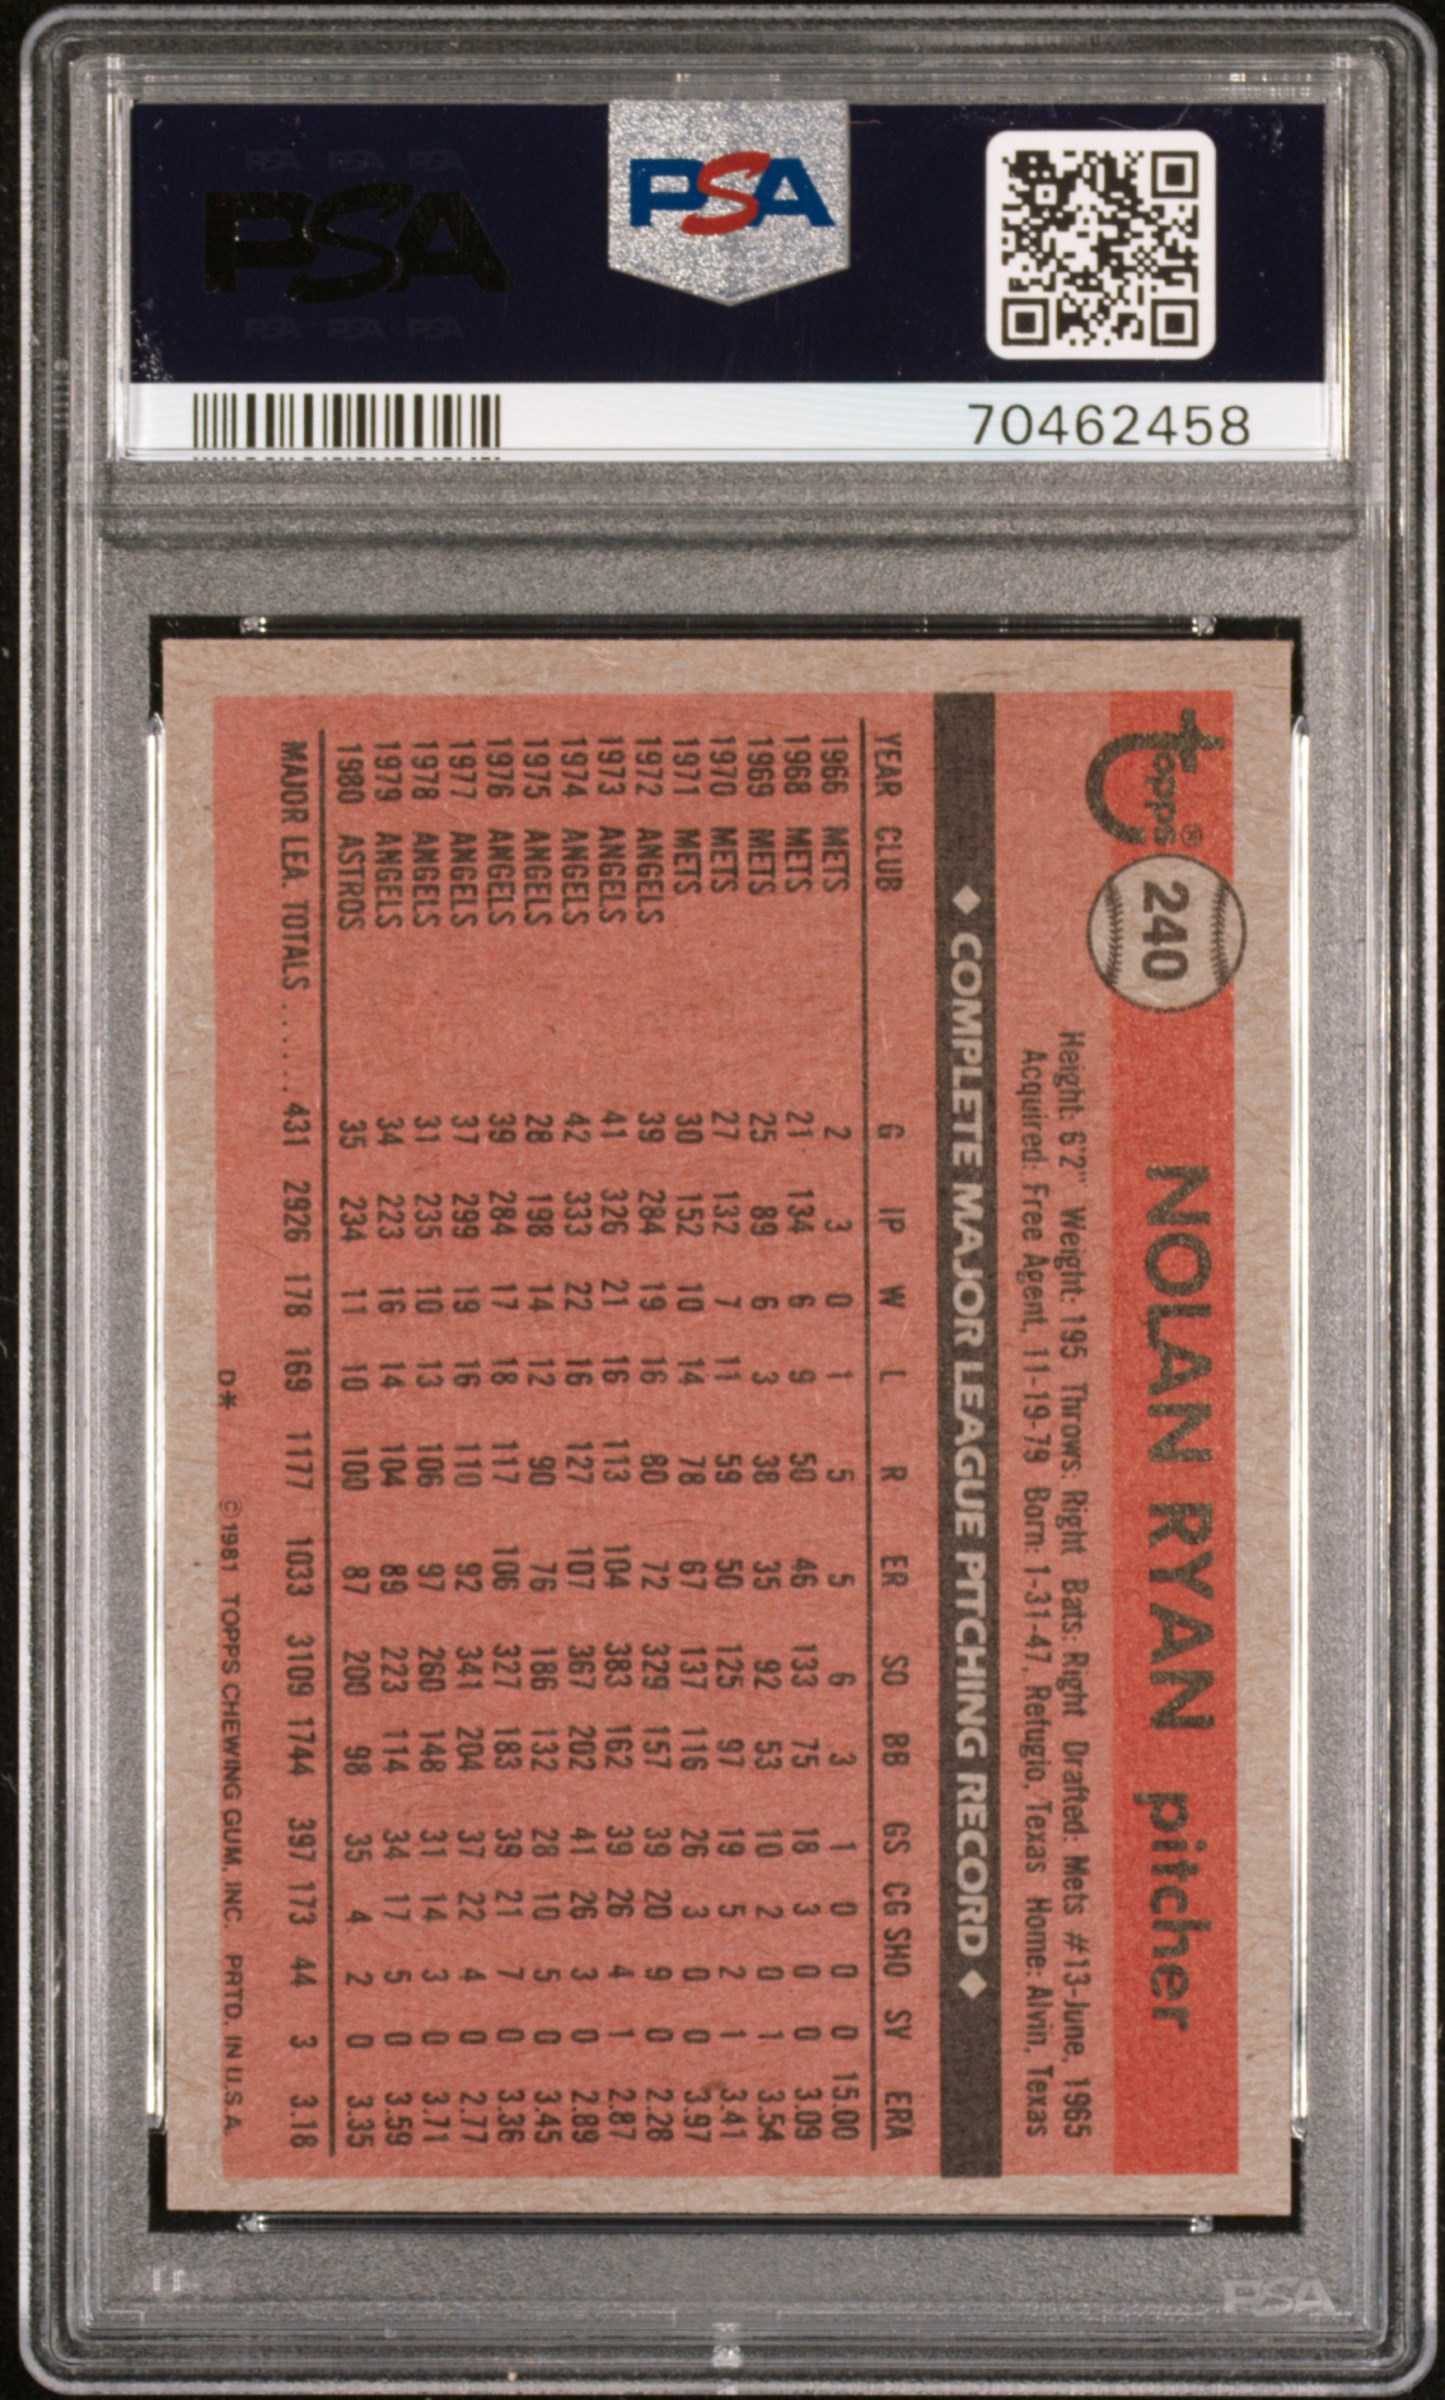 PSA
PSA
70462458
topps®
240
NOLAN RYAN pitcher
Height: 6'2" Weight: 195 Throws: Right Bats: Right Drafted: Mets #13-June, 1965
Acquired: Free Agent, 11-19-79 Born: 1-31-47, Refugio, Texas Home: Alvin, Texas
◆ COMPLETE MAJOR LEAGUE PITCHING RECORD ◆
YEAR CLUB G IP W L R ER SO BB GS CG SHO SV ERA
1966 METS 2 3 0 1 5 5 6 3 1 0 0 0 15.00
1968 METS 21 134 6 9 50 46 133 75 18 3 0 0 3.09
1969 METS 25 89 6 3 38 35 92 53 10 2 0 1 3.54
1970 METS 27 132 7 11 59 50 125 97 19 5 2 1 3.41
1971 METS 30 152 10 14 78 67 137 116 26 3 0 0 3.97
1972 ANGELS 39 284 19 16 80 72 329 157 39 20 9 0 2.28
1973 ANGELS 41 326 21 16 113 104 383 162 39 26 4 1 2.87
1974 ANGELS 42 333 22 16 127 107 367 202 41 26 3 0 2.89
1975 ANGELS 28 198 14 12 90 76 186 132 28 10 5 0 3.45
1976 ANGELS 39 284 17 18 117 106 327 183 39 21 7 0 3.36
1977 ANGELS 37 299 19 16 110 92 341 204 37 22 4 0 2.77
1978 ANGELS 31 235 10 13 106 97 260 148 31 14 3 0 3.71
1979 ANGELS 34 223 16 14 104 89 223 114 34 17 5 0 3.59
1980 ASTROS 35 234 11 10 100 87 200 98 35 4 2 0 3.35
MAJOR LEA. TOTALS ...... 431 2926 178 169 1177 1033 3109 1744 397 173 44 3 3.18
D* © 1981 TOPPS CHEWING GUM, INC. PRTD. IN U.S.A.
PSA